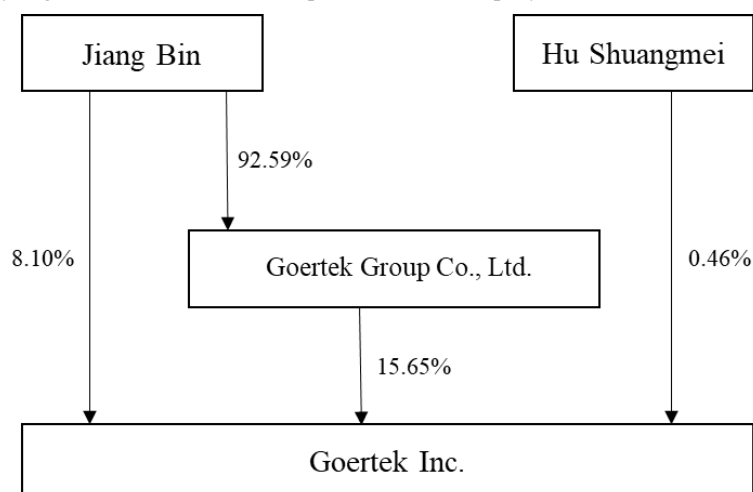 Jiang Bin
Hu Shuangmei
92.59%
8.10%
Goertek Group Co., Ltd.
0.46%
15.65%
Goertek Inc.